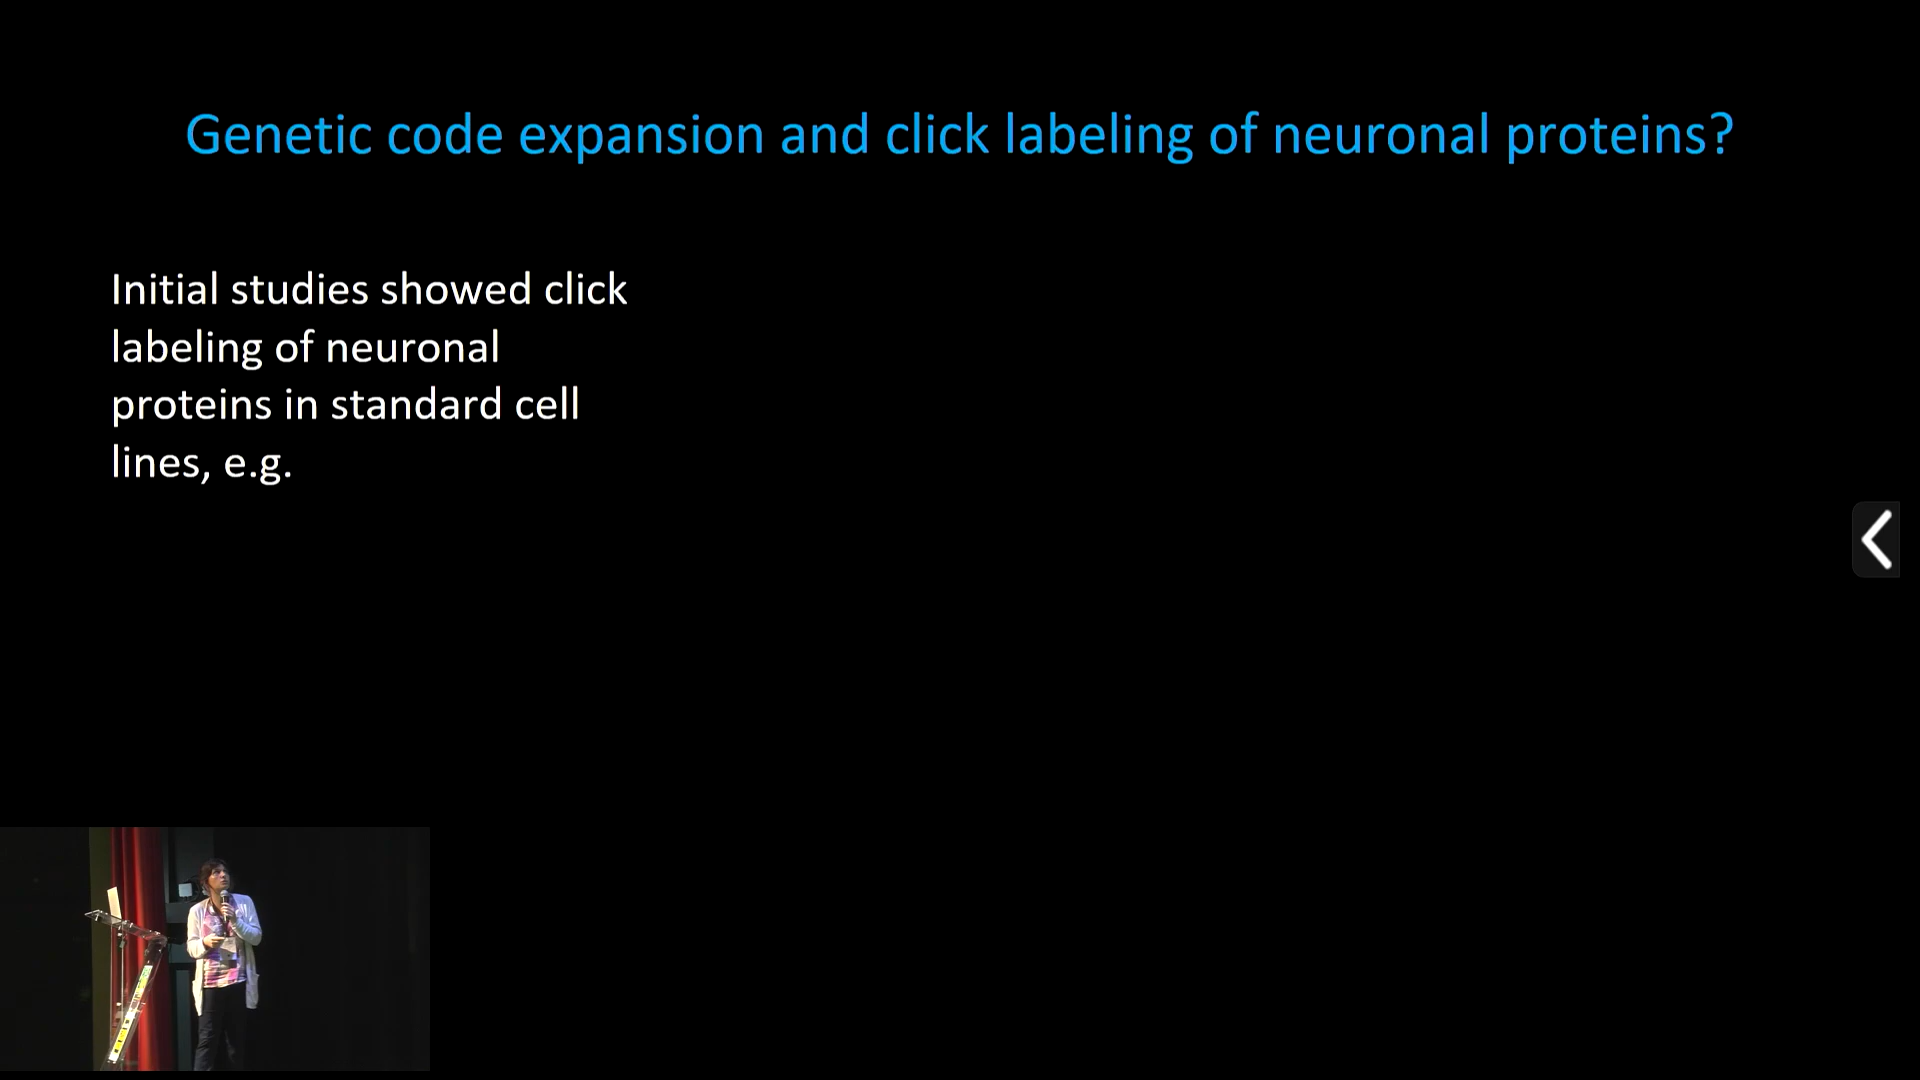 Genetic code expansion and click labeling of neuronal proteins?
Initial studies showed click
labeling of neuronal
proteins in standard cell
lines, e.g.